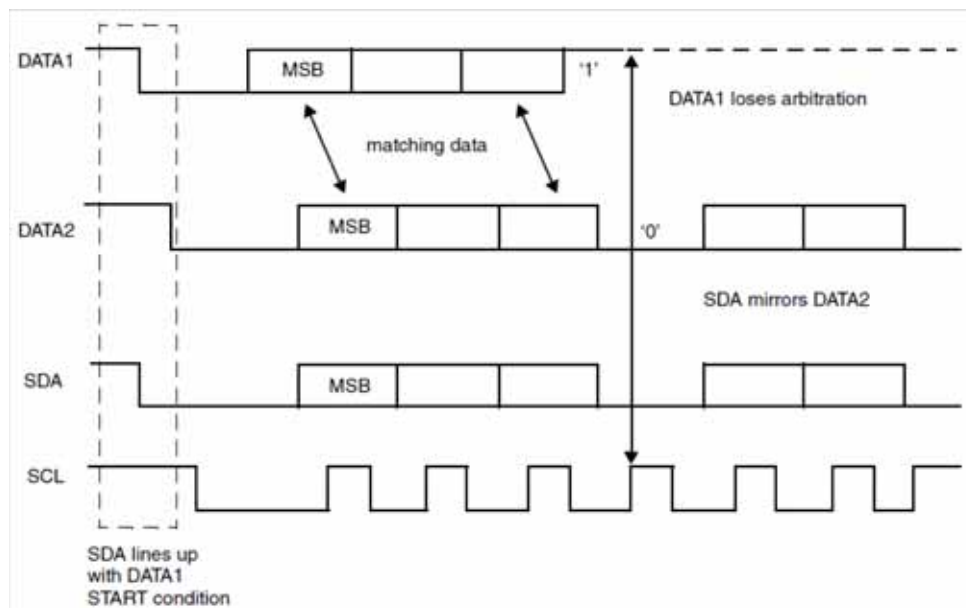 DATA1
MSB
'1'
DATA1 loses arbitration
matching data
DATA2
MSB
'0'
SDA mirrors DATA2
SDA
MSB
SCL
SDA lines up
with DATA1
START condition